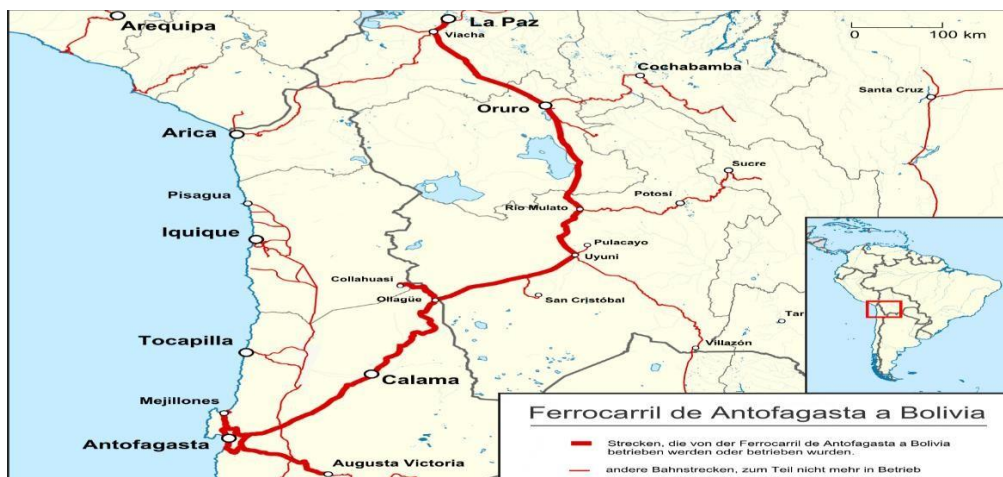 Arequipa
La Paz
Viacha
0 100 km
Cochabamba
Santa Cruz
Oruro
Arica
Sucre
Pisagua
Potosí
Río Mulato
Iquique
Pulacayo
Uyuni
Collahuasi
Ollagüe
San Crjstóbal
Tar
Tocapilla
Villazón
Calama
Mejillones
Antofagasta
Augusta Victoria
Ferrocarril de Antofagasta a Bolivia
Strecken, die von der Ferrocarril de Antofagasta a Bolivia
betrieben werden oder betrieben wurden.
andere Bahnstrecken, zum Teil nicht mehr in Betrieb